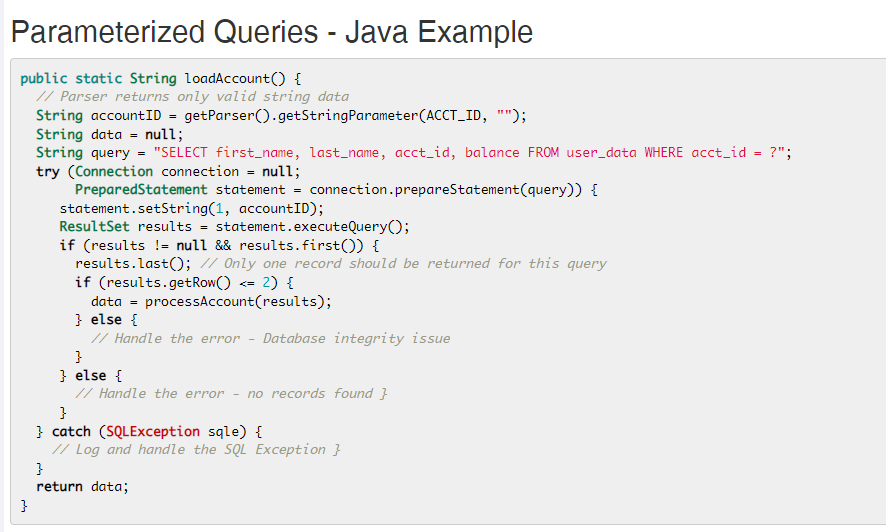 Parameterized Queries - Java Example
public static String loadAccount() {
  // Parser returns only valid string data
  String accountID = getParser().getStringParameter(ACCT_ID, "");
  String data = null;
  String query = "SELECT first_name, last_name, acct_id, balance FROM user_data WHERE acct_id = ?";
  try (Connection connection = null;
       PreparedStatement statement = connection.prepareStatement(query)) {
     statement.setString(1, accountID);
     ResultSet results = statement.executeQuery();
     if (results != null && results.first()) {
       results.last(); // Only one record should be returned for this query
       if (results.getRow() <= 2) {
         data = processAccount(results);
       } else {
         // Handle the error - Database integrity issue
       }
     } else {
       // Handle the error - no records found }
     }
  } catch (SQLException sqle) {
    // Log and handle the SQL Exception }
  }
  return data;
}